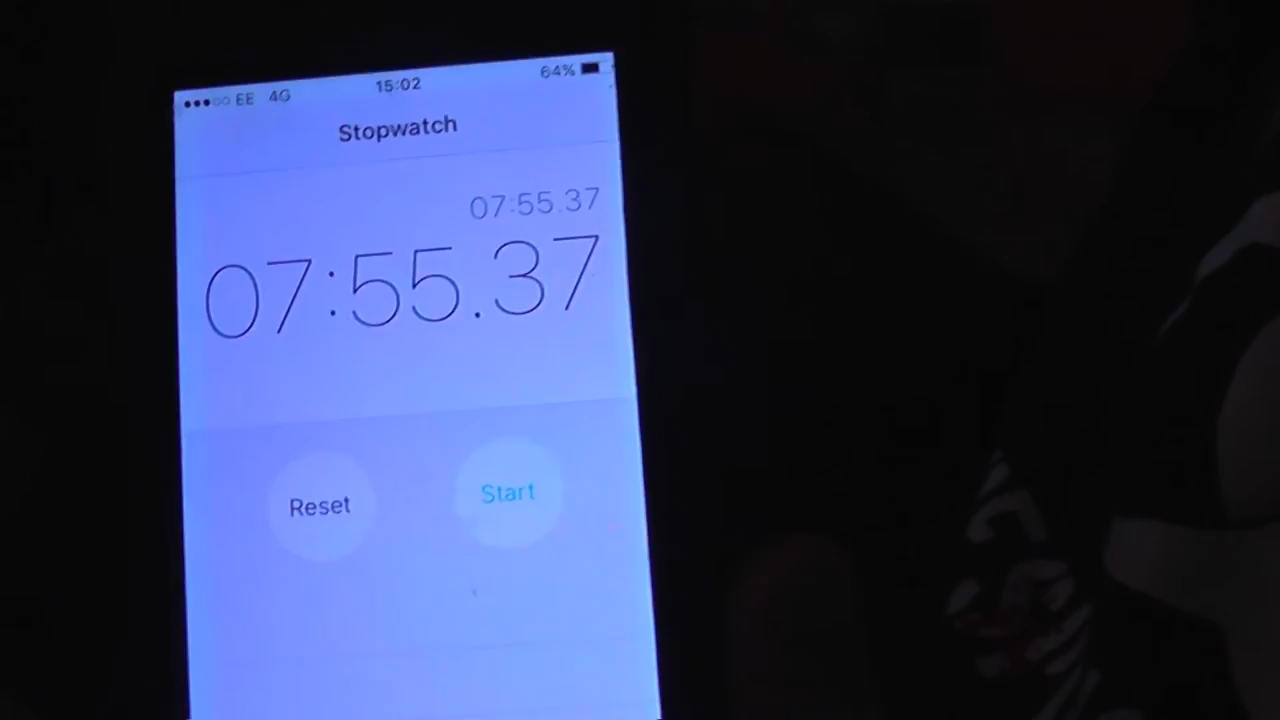 ●●●○○ EE 4G 15:02 64%
Stopwatch
07:55.37
07:55.37
Reset Start